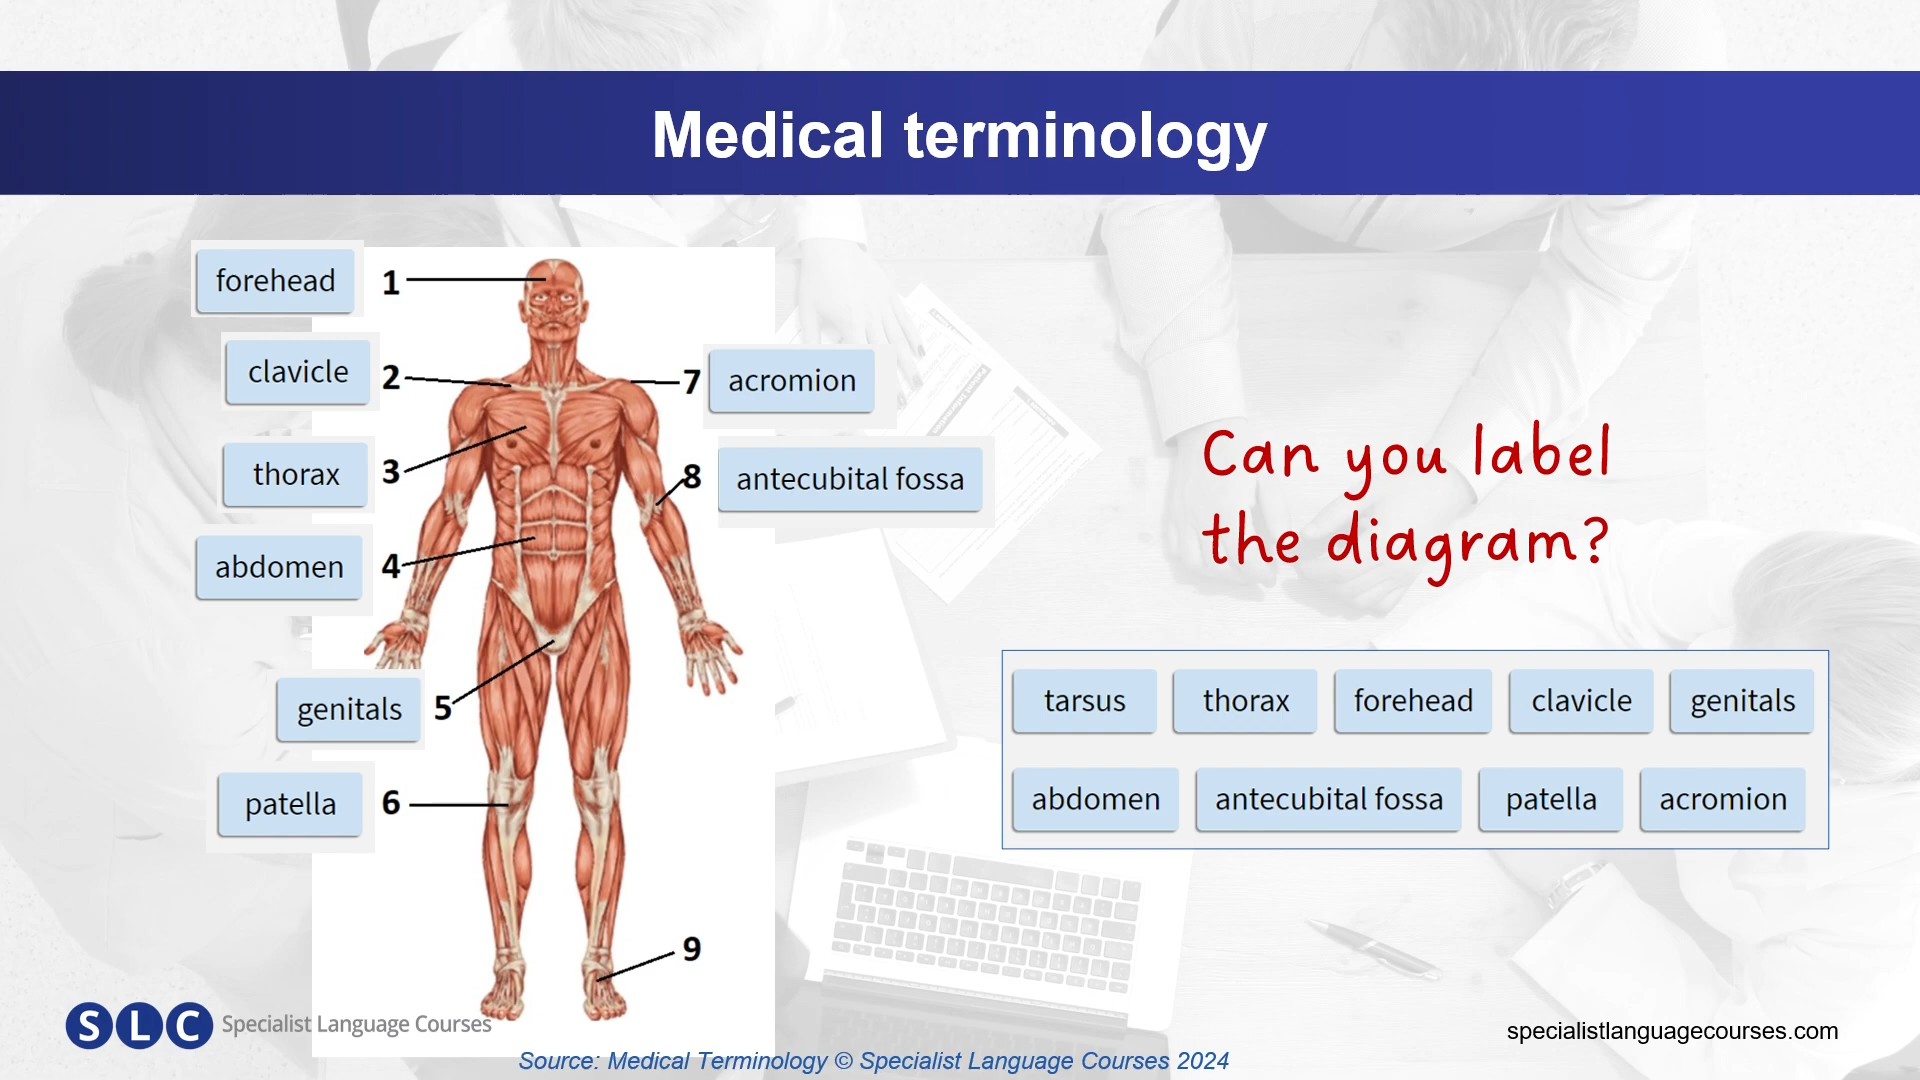 Medical terminology
forehead 1
clavicle 2
7 acromion
thorax 3
8 antecubital fossa
abdomen 4
genitals 5
patella 6
9
Can you label
the diagram?
tarsus thorax forehead clavicle genitals
abdomen antecubital fossa patella acromion
SLC Specialist Language Courses
specialistlanguagecourses.com
Source: Medical Terminology © Specialist Language Courses 2024